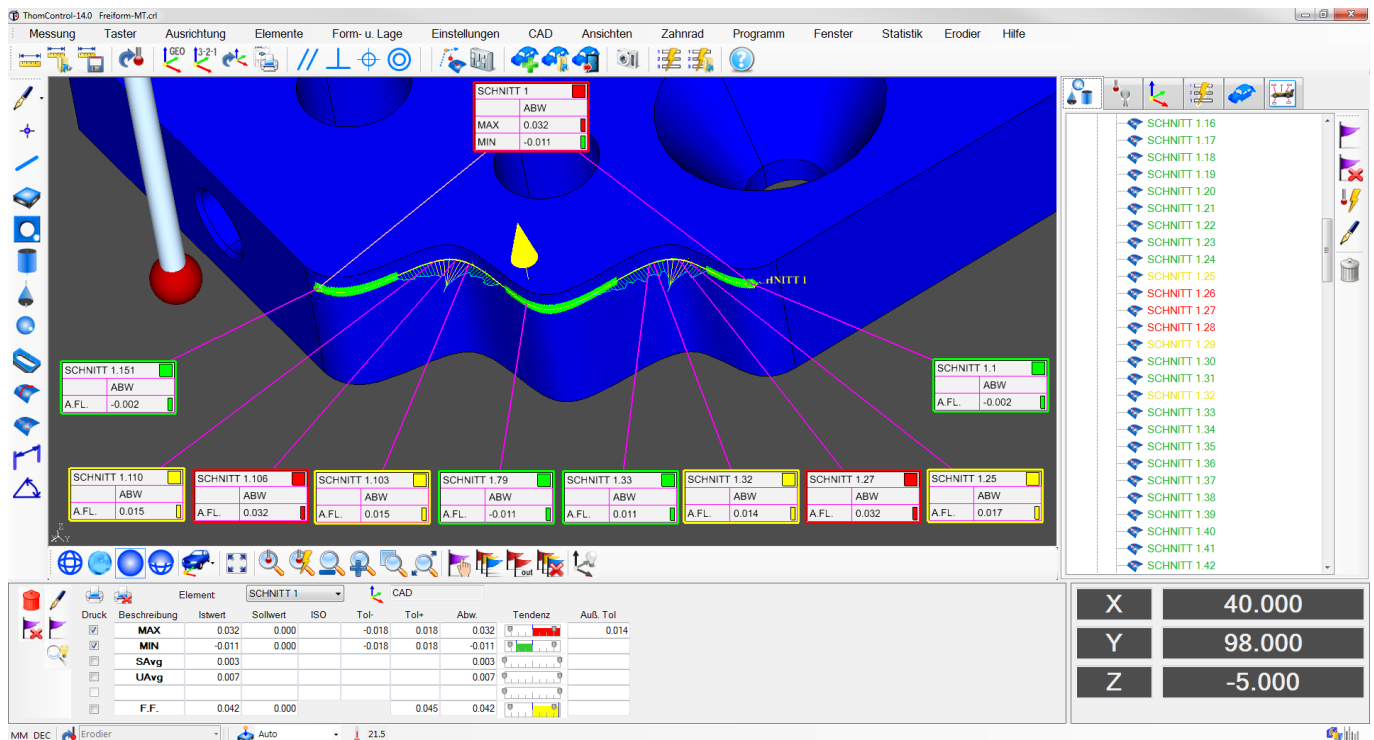 ThomControl-14.0 Freiform-MT.crl
Messung Taster Ausrichtung Elemente Form- u. Lage Einstellungen CAD Ansichten Zahnrad Programm Fenster Statistik Erodier Hilfe
GEO 3-2-1
SCHNITT 1
ABW
MAX 0.032
MIN -0.011
HNITT 1
SCHNITT 1.151
ABW
A.FL. -0.002
SCHNITT 1.1
ABW
A.FL. -0.002
SCHNITT 1.110
ABW
A.FL. 0.015
SCHNITT 1.106
ABW
A.FL. 0.032
SCHNITT 1.103
ABW
A.FL. 0.015
SCHNITT 1.79
ABW
A.FL. -0.011
SCHNITT 1.33
ABW
A.FL. 0.011
SCHNITT 1.32
ABW
A.FL. 0.014
SCHNITT 1.27
ABW
A.FL. 0.032
SCHNITT 1.25
ABW
A.FL. 0.017
Z
X Y
out
SCHNITT 1.16
SCHNITT 1.17
SCHNITT 1.18
SCHNITT 1.19
SCHNITT 1.20
SCHNITT 1.21
SCHNITT 1.22
SCHNITT 1.23
SCHNITT 1.24
SCHNITT 1.25
SCHNITT 1.26
SCHNITT 1.27
SCHNITT 1.28
SCHNITT 1.29
SCHNITT 1.30
SCHNITT 1.31
SCHNITT 1.32
SCHNITT 1.33
SCHNITT 1.34
SCHNITT 1.35
SCHNITT 1.36
SCHNITT 1.37
SCHNITT 1.38
SCHNITT 1.39
SCHNITT 1.40
SCHNITT 1.41
SCHNITT 1.42
Element SCHNITT 1 CAD
Druck Beschreibung Istwert Sollwert ISO Tol- Tol+ Abw. Tendenz Auß. Tol
MAX 0.032 0.000 -0.018 0.018 0.032 0.014
MIN -0.011 0.000 -0.018 0.018 -0.011
SAvg 0.003 0.003
UAvg 0.007 0.007
F.F. 0.042 0.000 0.045 0.042
X 40.000
Y 98.000
Z -5.000
MM DEC Erodier Auto 21.5